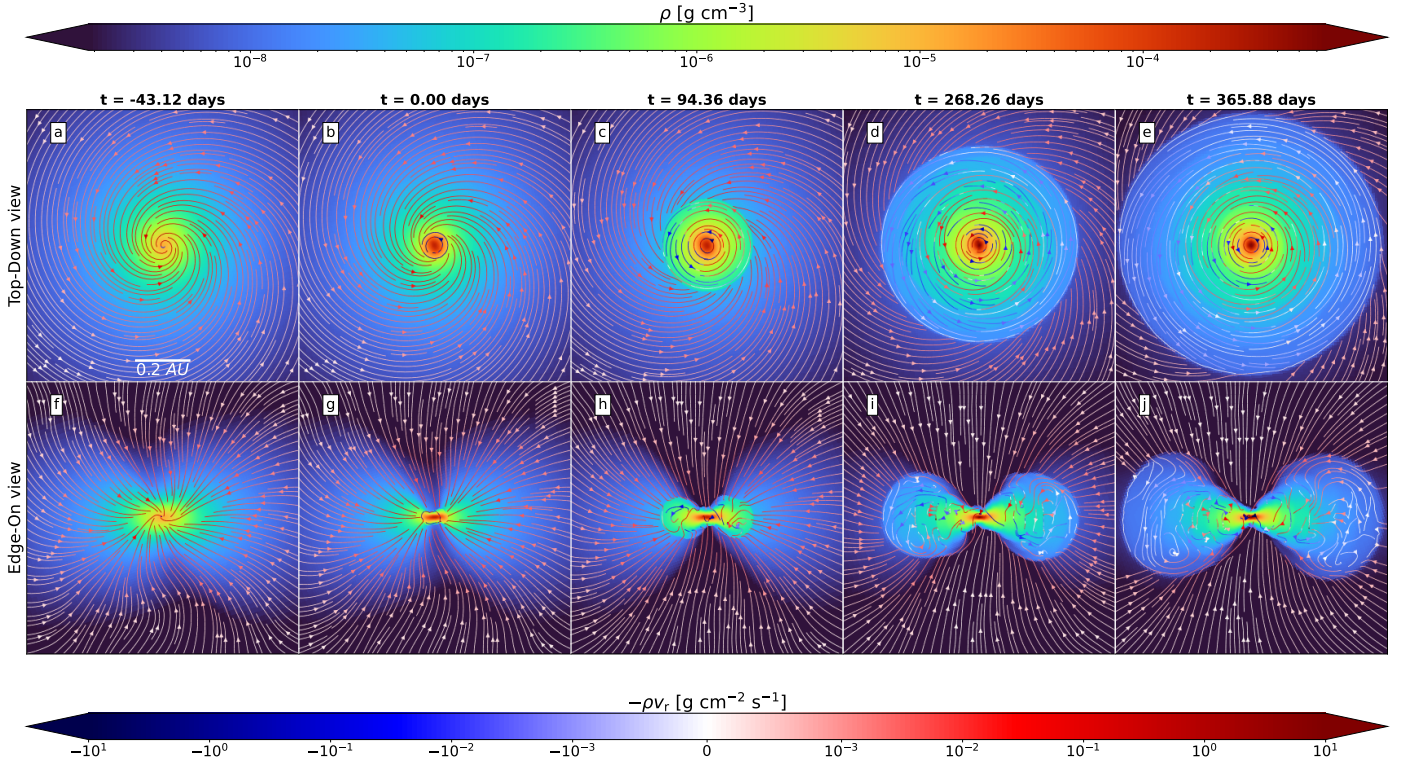 ρ [g cm⁻³]
10⁻⁸ 10⁻⁷ 10⁻⁶ 10⁻⁵ 10⁻⁴
t = -43.12 days t = 0.00 days t = 94.36 days t = 268.26 days t = 365.88 days
a b c d e
Top-Down view
0.2 AU
f g h i j
Edge-On view
−ρvᵣ [g cm⁻² s⁻¹]
−10¹ −10⁰ −10⁻¹ −10⁻² −10⁻³ 0 10⁻³ 10⁻² 10⁻¹ 10⁰ 10¹